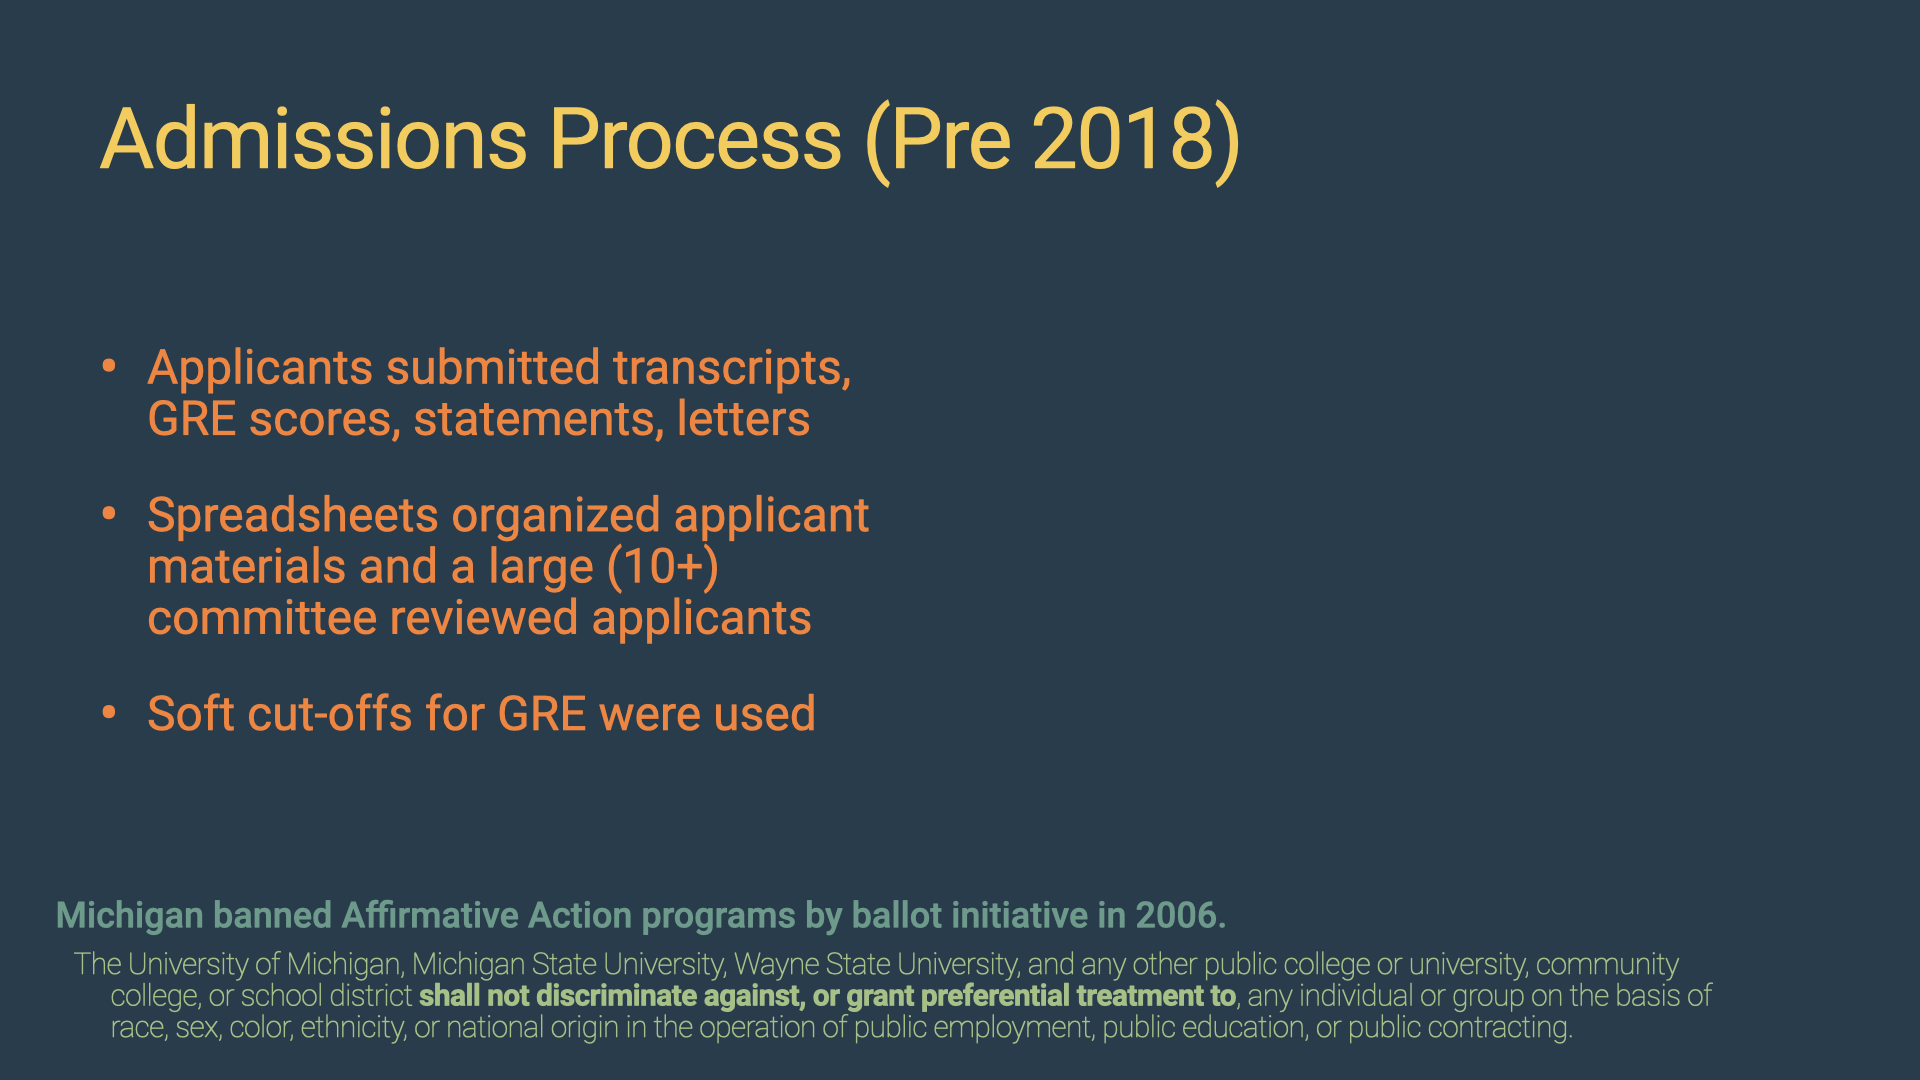 Admissions Process (Pre 2018)
• Applicants submitted transcripts,
GRE scores, statements, letters
• Spreadsheets organized applicant
materials and a large (10+)
committee reviewed applicants
• Soft cut-offs for GRE were used
Michigan banned Affirmative Action programs by ballot initiative in 2006.
The University of Michigan, Michigan State University, Wayne State University, and any other public college or university, community
college, or school district shall not discriminate against, or grant preferential treatment to, any individual or group on the basis of
race, sex, color, ethnicity, or national origin in the operation of public employment, public education, or public contracting.